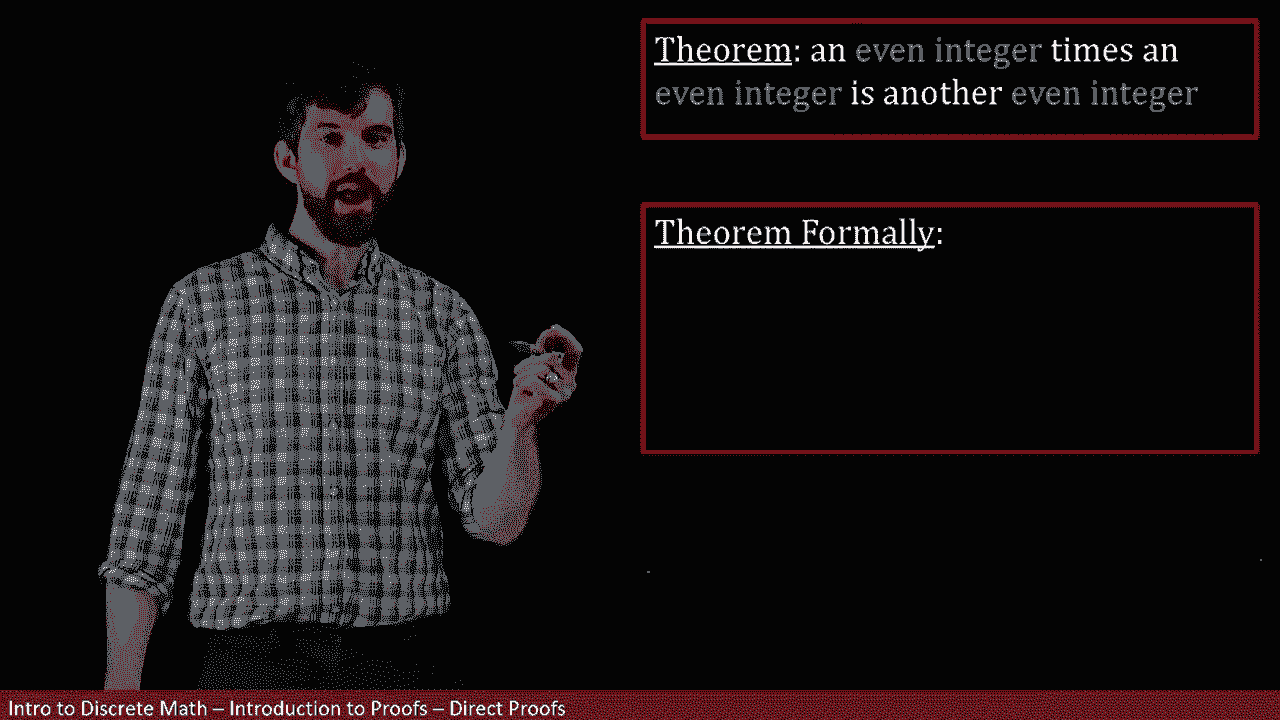 Theorem: an even integer times an
even integer is another even integer
Theorem Formally:
Intro to Discrete Math – Introduction to Proofs – Direct Proofs